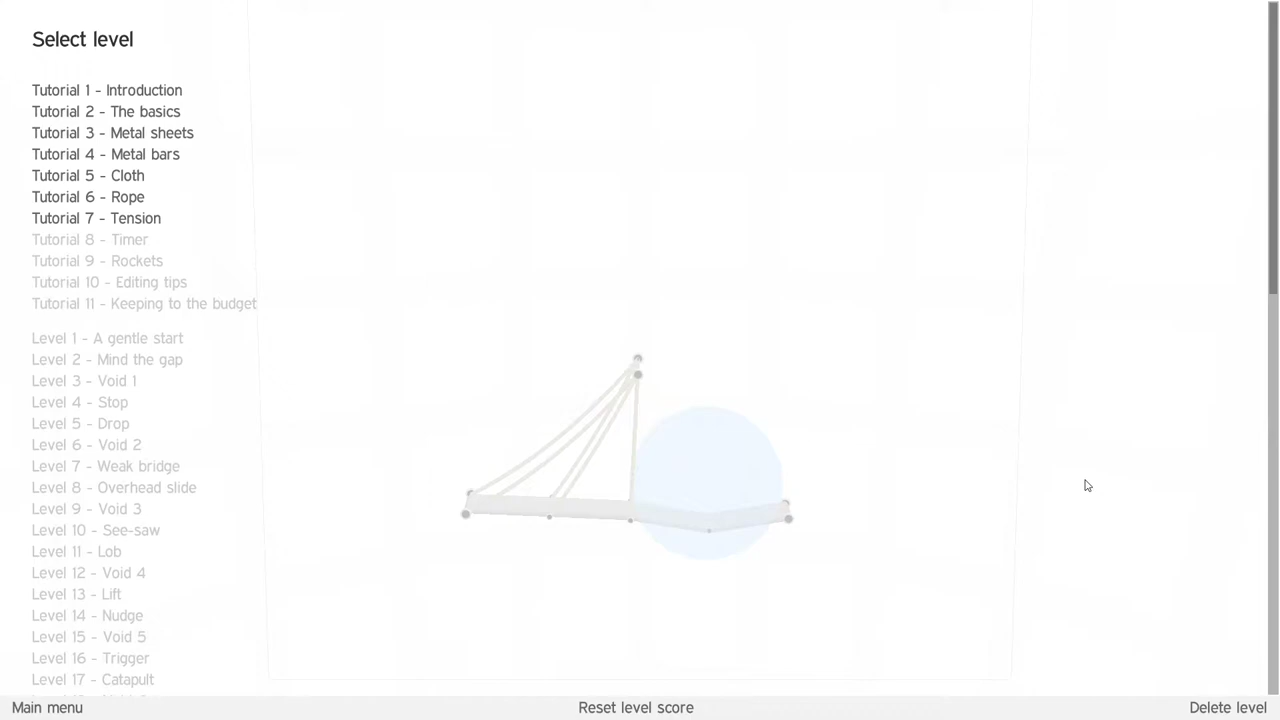 Select level
Tutorial 1 - Introduction
Tutorial 2 - The basics
Tutorial 3 - Metal sheets
Tutorial 4 - Metal bars
Tutorial 5 - Cloth
Tutorial 6 - Rope
Tutorial 7 - Tension
Tutorial 8 - Timer
Tutorial 9 - Rockets
Tutorial 10 - Editing tips
Tutorial 11 - Keeping to the budget
Level 1 - A gentle start
Level 2 - Mind the gap
Level 3 - Void 1
Level 4 - Stop
Level 5 - Drop
Level 6 - Void 2
Level 7 - Weak bridge
Level 8 - Overhead slide
Level 9 - Void 3
Level 10 - See-saw
Level 11 - Lob
Level 12 - Void 4
Level 13 - Lift
Level 14 - Nudge
Level 15 - Void 5
Level 16 - Trigger
Level 17 - Catapult
Main menu
Reset level score
Delete level